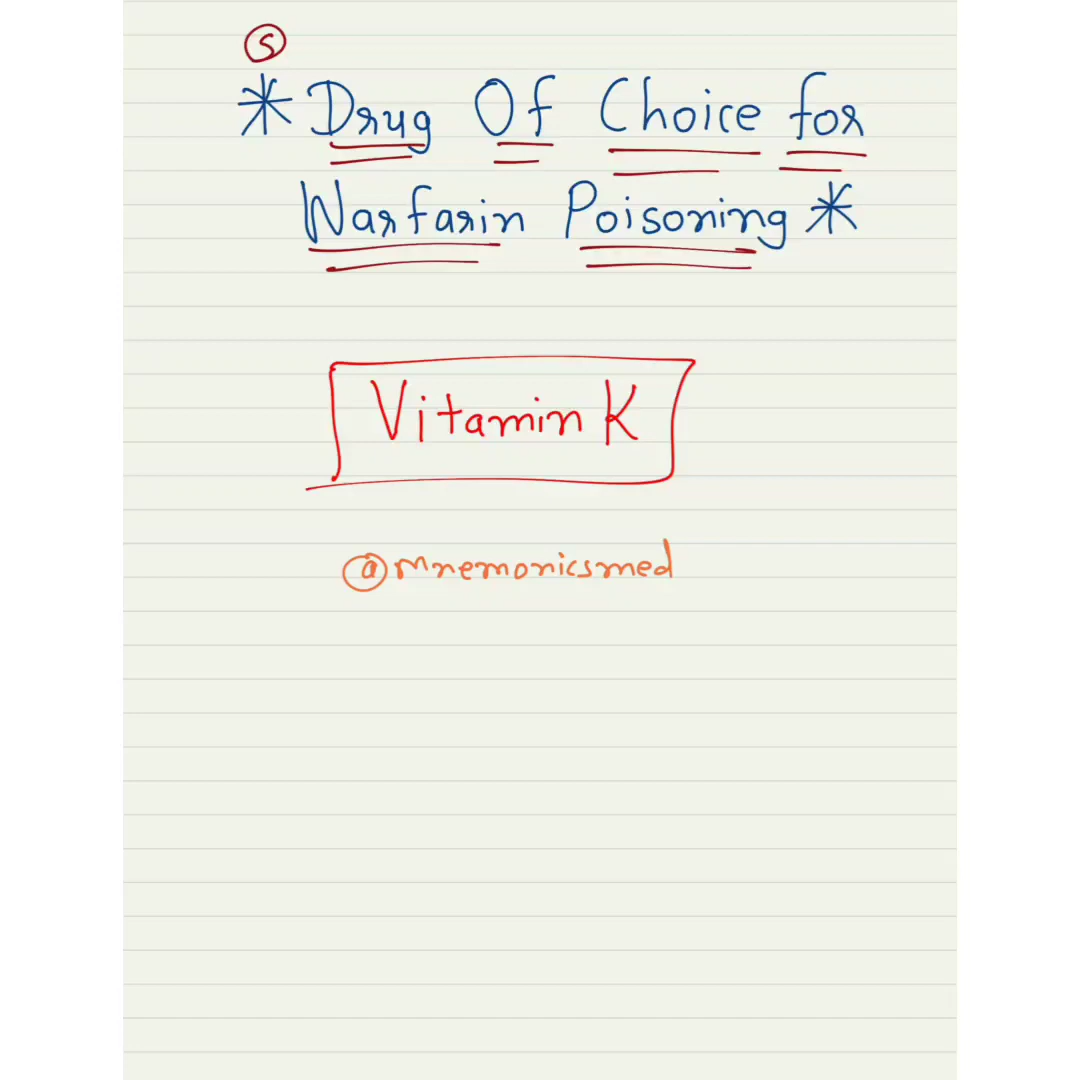 S
* Drug Of Choice for
Warfarin Poisoning *
Vitamin K
@mnemonicsmed